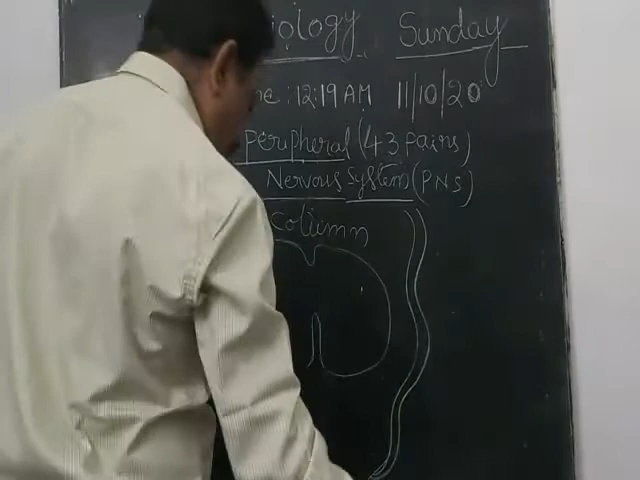 iology Sunday
e: 12:19 AM 11/10/20
Peripheral (43 Pairs)
Nervous System (PNS)
Column